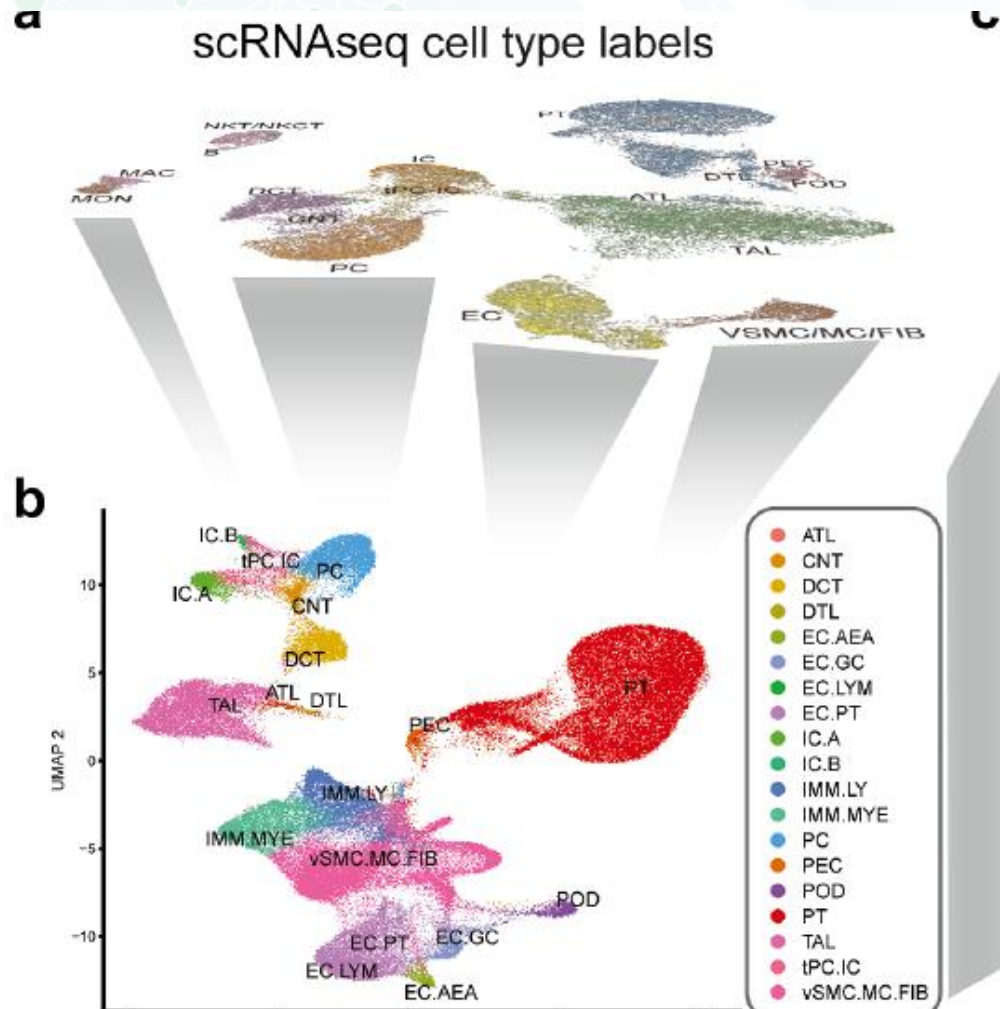 a
c
scRNAseq cell type labels
PT
NKT/NKCT
B
IC
PEC
MAC
DTL
POD
MON
DCT
tPC-IC
ATL
CNT
TAL
PC
EC
VSMC/MC/FIB
b
IC.B
tPC.IC
PC
10
IC.A
CNT
DCT
5
ATL
DTL
TAL
PT
PEC
UMAP 2
0
IMM.LY
IMM.MYE
-5
vSMC.MC.FIB
POD
-10
EC.PT
EC.GC
EC.LYM
EC.AEA
ATL
CNT
DCT
DTL
EC.AEA
EC.GC
EC.LYM
EC.PT
IC.A
IC.B
IMM.LY
IMM.MYE
PC
PEC
POD
PT
TAL
tPC.IC
vSMC.MC.FIB